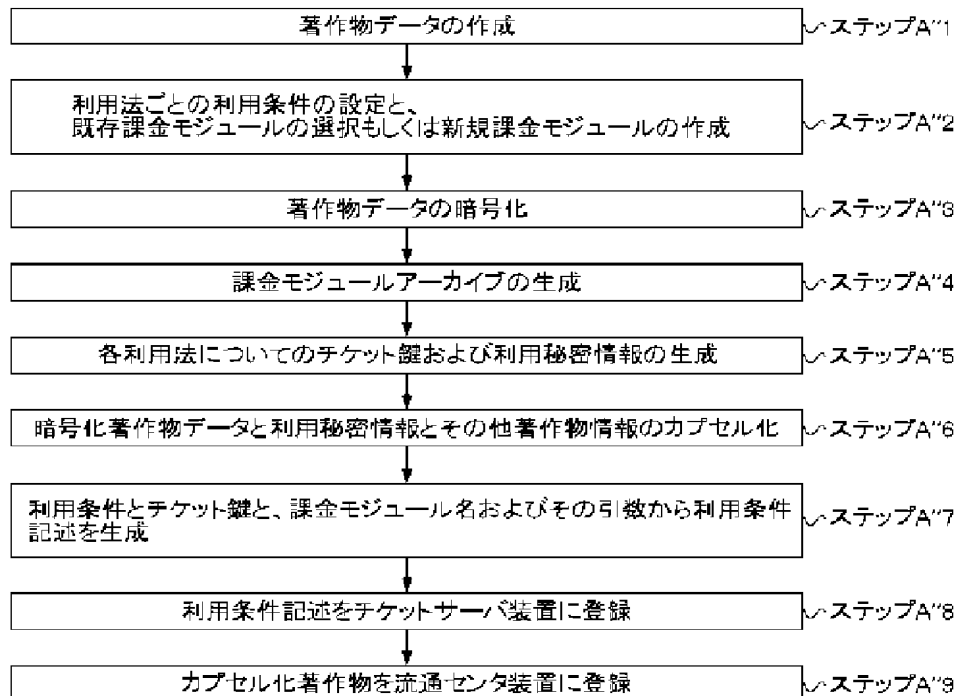 著作物データの作成
ステップA"1
利用法ごとの利用条件の設定と、
既存課金モジュールの選択もしくは新規課金モジュールの作成
ステップA"2
著作物データの暗号化
ステップA"3
課金モジュールアーカイブの生成
ステップA"4
各利用法についてのチケット鍵および利用秘密情報の生成
ステップA"5
暗号化著作物データと利用秘密情報とその他著作物情報のカプセル化
ステップA"6
利用条件とチケット鍵と、課金モジュール名およびその引数から利用条件
記述を生成
ステップA"7
利用条件記述をチケットサーバ装置に登録
ステップA"8
カプセル化著作物を流通センタ装置に登録
ステップA"9